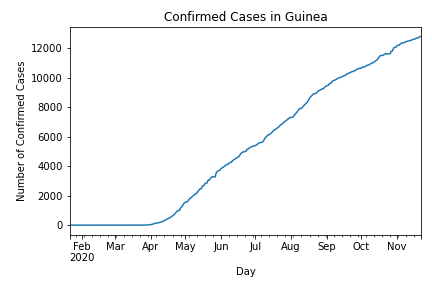 Confirmed Cases in Guinea
Number of Confirmed Cases
12000
10000
8000
6000
4000
2000
0
Feb Mar Apr May Jun Jul Aug Sep Oct Nov
2020
Day